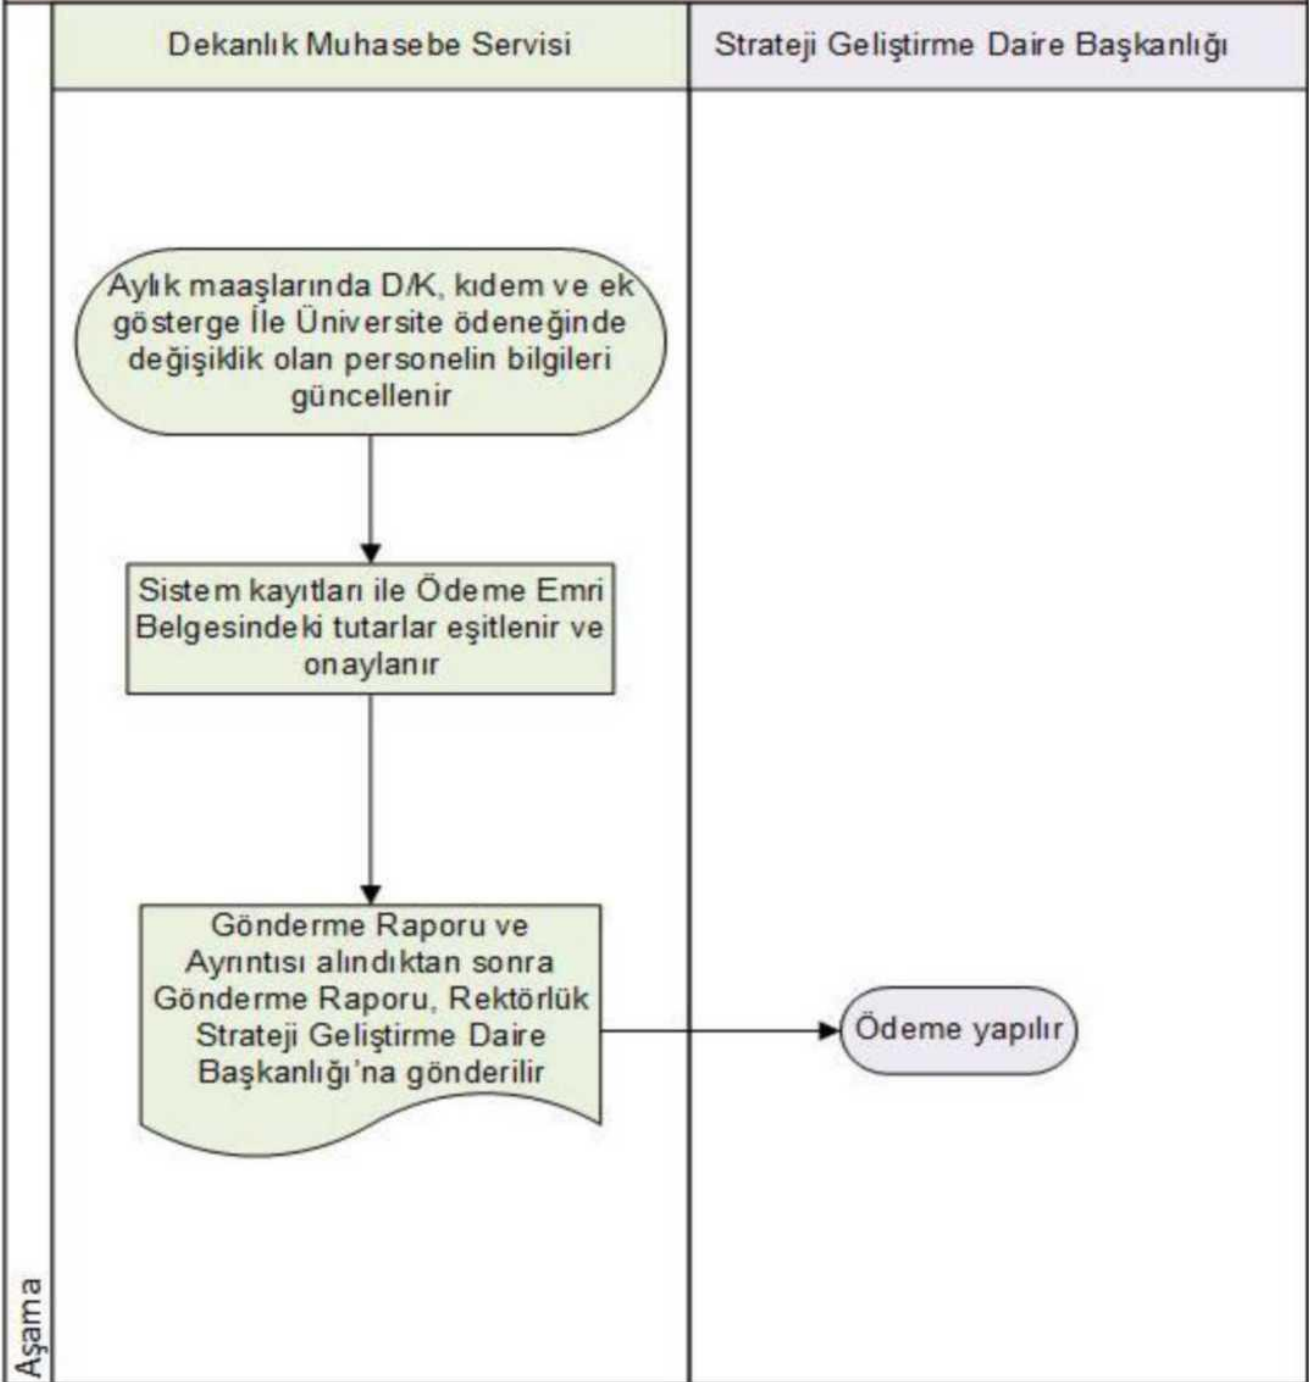 Dekanlık Muhasebe Servisi
Strateji Geliştirme Daire Başkanlığı
Aylık maaşlarında D/K, kıdem ve ek
gösterge İle Üniversite ödeneğinde
değişiklik olan personelin bilgileri
güncellenir
Sistem kayıtları ile Ödeme Emri
Belgesindeki tutarlar eşitlenir ve
onaylanır
Gönderme Raporu ve
Ayrıntısı alındıktan sonra
Gönderme Raporu, Rektörlük
Strateji Geliştirme Daire
Başkanlığı’na gönderilir
Ödeme yapılır
Aşama